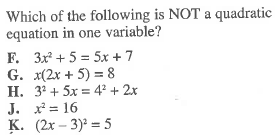 Which of the following is NOT a quadratic
equation in one variable?
F. 3x² + 5 = 5x + 7
G. x(2x + 5) = 8
H. 3² + 5x = 4² + 2x
J. x² = 16
K. (2x – 3)² = 5